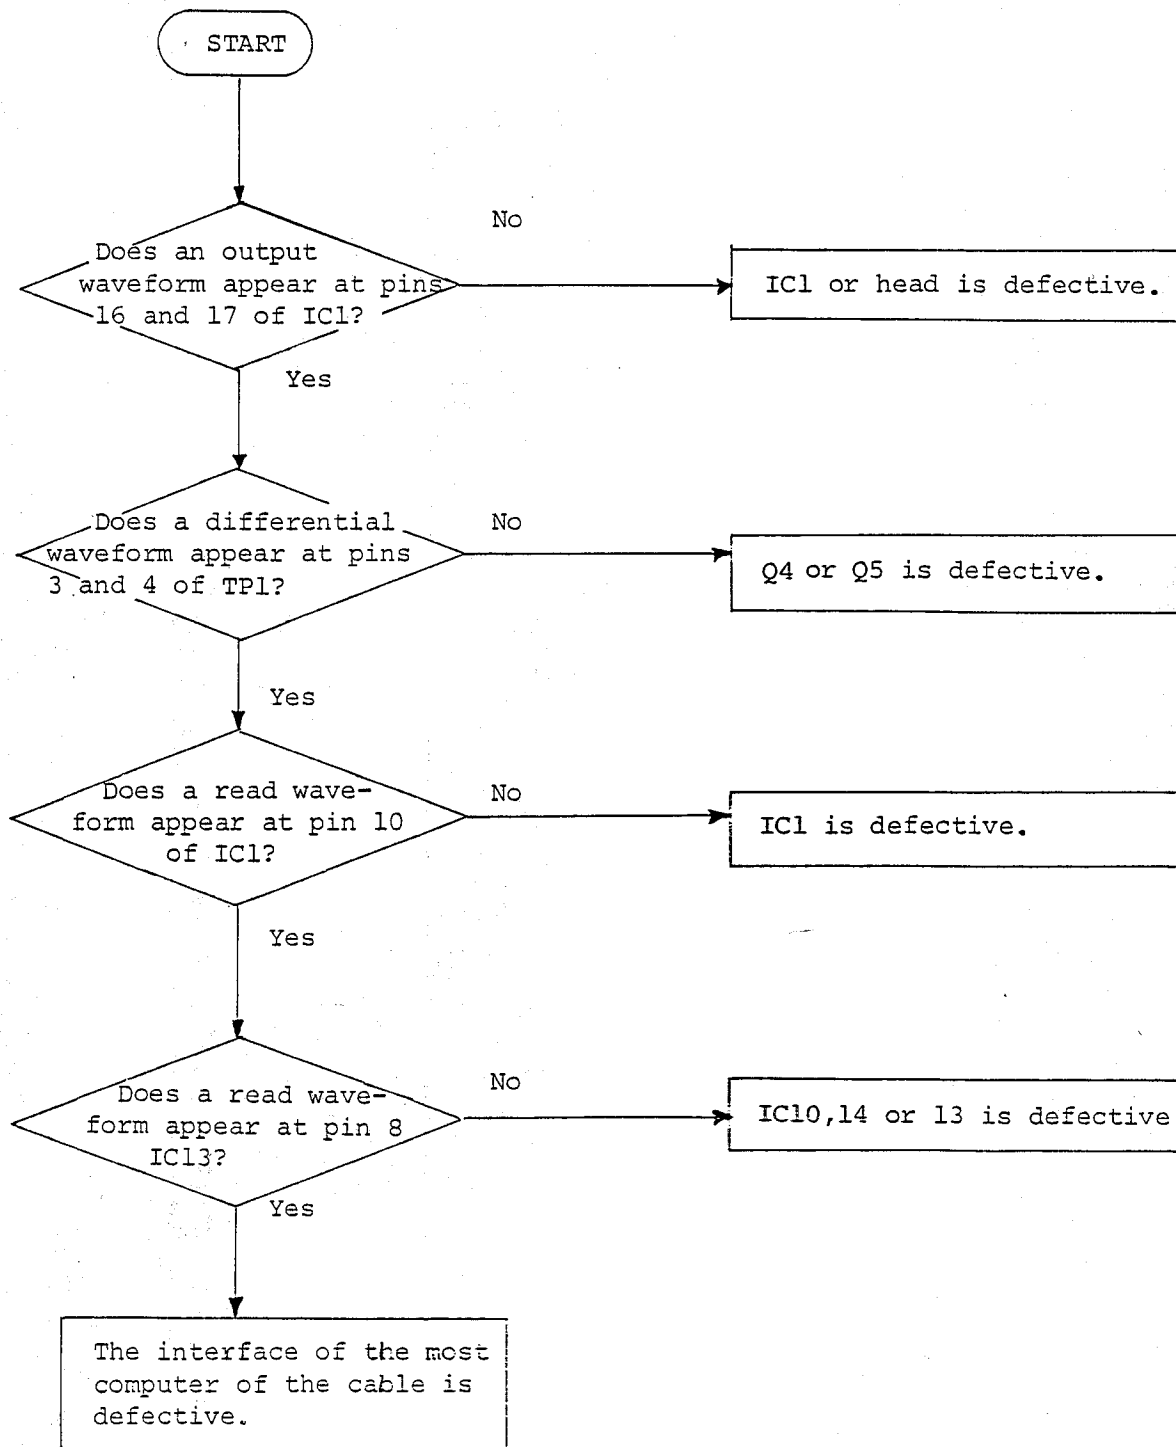 START
Does an output
waveform appear at pins
16 and 17 of IC1?
No
IC1 or head is defective.
Yes
Does a differential
waveform appear at pins
3 and 4 of TP1?
No
Q4 or Q5 is defective.
Yes
Does a read wave-
form appear at pin 10
of IC1?
No
IC1 is defective.
Yes
Does a read wave-
form appear at pin 8
IC13?
No
IC10,14 or 13 is defective
Yes
The interface of the most
computer of the cable is
defective.